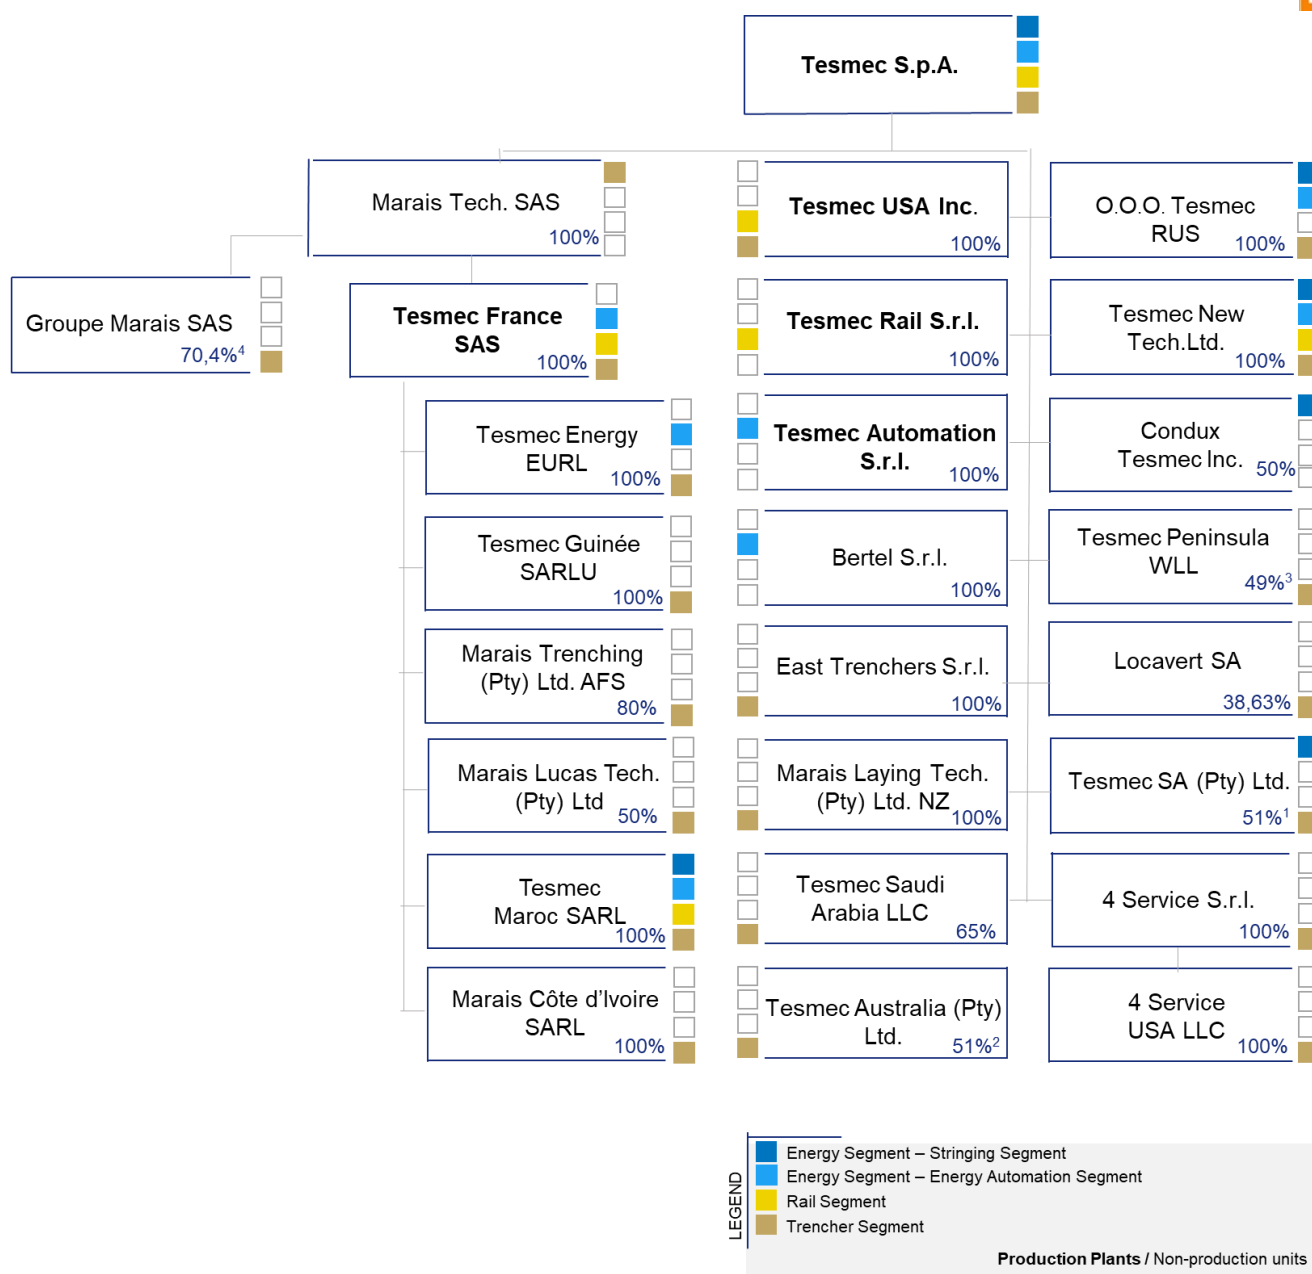 Tesmec S.p.A.
Marais Tech. SAS
100%
Groupe Marais SAS
70,4%4
Tesmec France
SAS
100%
Tesmec Energy
EURL
100%
Tesmec Guinée
SARLU
100%
Marais Trenching
(Pty) Ltd. AFS
80%
Marais Lucas Tech.
(Pty) Ltd
50%
Tesmec
Maroc SARL
100%
Marais Côte d'Ivoire
SARL
100%
Tesmec USA Inc.
100%
Tesmec Rail S.r.l.
100%
Tesmec Automation
S.r.l.
100%
Bertel S.r.l.
100%
East Trenchers S.r.l.
100%
Marais Laying Tech.
(Pty) Ltd. NZ
100%
Tesmec Saudi
Arabia LLC
65%
Tesmec Australia (Pty)
Ltd.
51%2
O.O.O. Tesmec
RUS
100%
Tesmec New
Tech.Ltd.
100%
Condux
Tesmec Inc.
50%
Tesmec Peninsula
WLL
49%3
Locavert SA
38,63%
Tesmec SA (Pty) Ltd.
51%1
4 Service S.r.l.
100%
4 Service
USA LLC
100%
LEGEND
Energy Segment – Stringing Segment
Energy Segment – Energy Automation Segment
Rail Segment
Trencher Segment
Production Plants / Non-production units